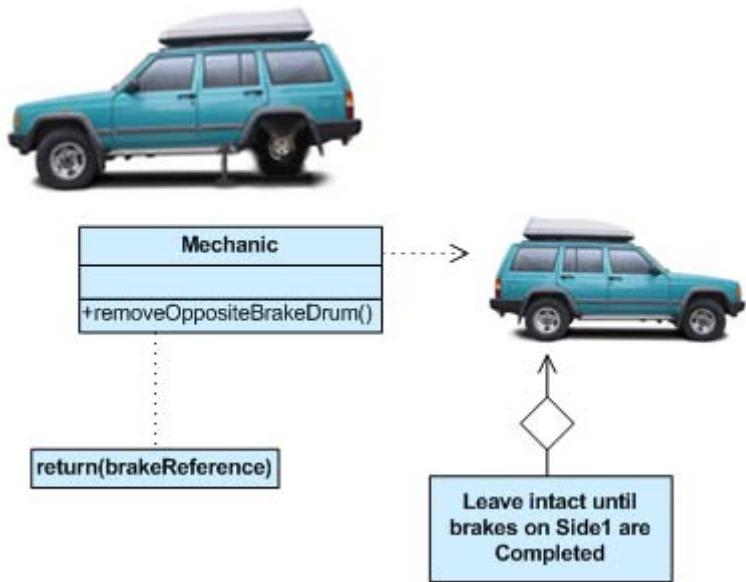 Mechanic
+removeOppositeBrakeDrum()
return(brakeReference)
Leave intact until
brakes on Side1 are
Completed